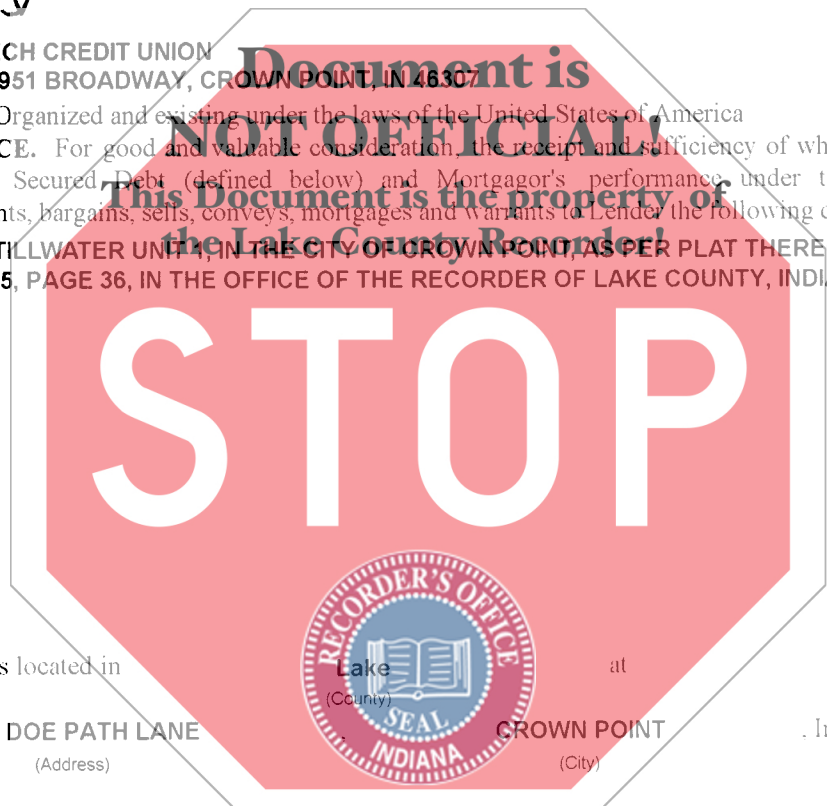 CH CREDIT UNION
Document is
951 BROADWAY, CROWN POINT, IN 46307
Organized and existing under the laws of the United States of America
NOT OFFICIAL!
CE. For good and valuable consideration, the receipt and sufficiency of wh
Secured Debt (defined below) and Mortgagor's performance under t
This Document is the property of
nts, bargains, sells, conveys, mortgages and warrants to Lender the following d
the Lake County Recorder!
TILLWATER UNIT 1, IN THE CITY OF CROWN POINT, AS PER PLAT THERE
5, PAGE 36, IN THE OFFICE OF THE RECORDER OF LAKE COUNTY, INDI
STOP
RECORDER'S OFFICE
s located in Lake at
(County)
SEAL
DOE PATH LANE , CROWN POINT , In
INDIANA
(Address) (City)